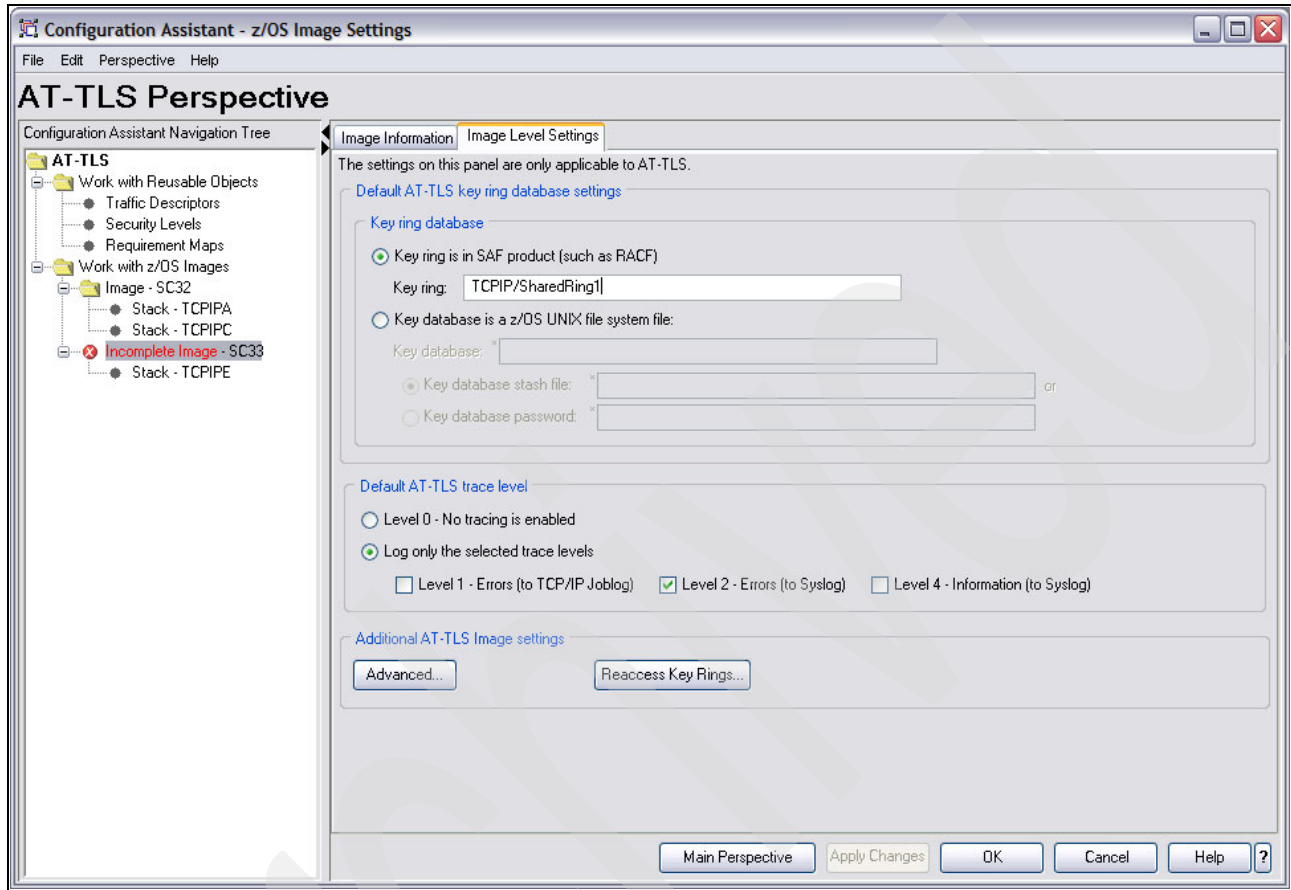 Configuration Assistant - z/OS Image Settings
File Edit Perspective Help
AT-TLS Perspective
Configuration Assistant Navigation Tree
AT-TLS
Work with Reusable Objects
Traffic Descriptors
Security Levels
Requirement Maps
Work with z/OS Images
Image - SC32
Stack - TCPIPA
Stack - TCPIPC
Incomplete Image - SC33
Stack - TCPIPE
Image Information Image Level Settings
The settings on this panel are only applicable to AT-TLS.
Default AT-TLS key ring database settings
Key ring database
Key ring is in SAF product (such as RACF)
Key ring: TCPIP/SharedRing1
Key database is a z/OS UNIX file system file:
Key database: *
Key database stash file: * or
Key database password: *
Default AT-TLS trace level
Level 0 - No tracing is enabled
Log only the selected trace levels
Level 1 - Errors (to TCP/IP Joblog) Level 2 - Errors (to Syslog) Level 4 - Information (to Syslog)
Additional AT-TLS Image settings
Advanced... Reaccess Key Rings...
Main Perspective Apply Changes OK Cancel Help ?